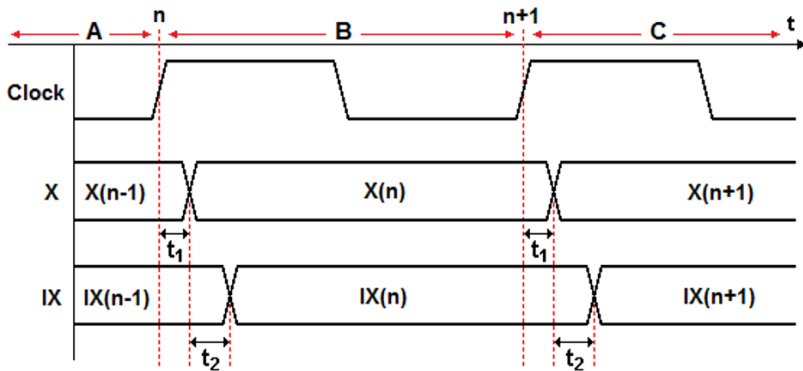 n n+1 t
A B C
Clock
X X(n-1) X(n) X(n+1)
t1 t1
IX IX(n-1) IX(n) IX(n+1)
t2 t2